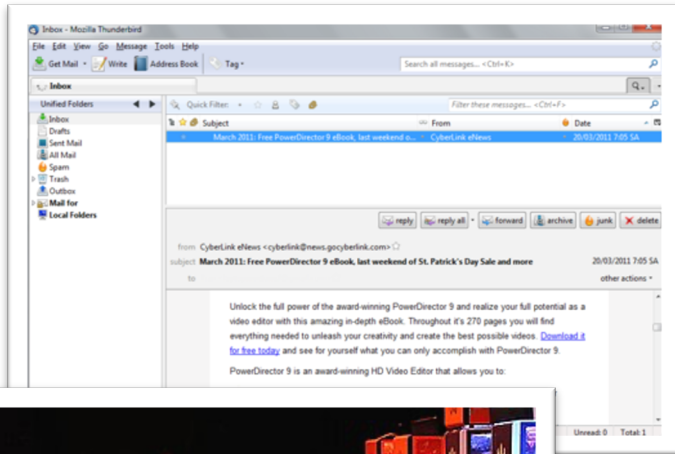 Inbox - Mozilla Thunderbird
File Edit View Go Message Tools Help
Get Mail Write Address Book Tag Search all messages... <Ctrl+K>
Inbox
Unified Folders Quick Filter: Filter these messages... <Ctrl+F>
Inbox
Drafts
Sent Mail
All Mail
Spam
Trash
Outbox
Mail for
Local Folders
Subject From Date
March 2011: Free PowerDirector 9 eBook, last weekend o... CyberLink eNews 20/03/2011 7:05 SA
reply reply all forward archive junk delete
from CyberLink eNews <cyberlink@news.gocyberlink.com>
subject March 2011: Free PowerDirector 9 eBook, last weekend of St. Patrick's Day Sale and more 20/03/2011 7:05 SA
to other actions
Unlock the full power of the award-winning PowerDirector 9 and realize your full potential as a
video editor with this amazing in-depth eBook. Throughout it's 270 pages you will find
everything needed to unleash your creativity and create the best possible videos. Download it
for free today and see for yourself what you can only accomplish with PowerDirector 9.
PowerDirector 9 is an award-winning HD Video Editor that allows you to:
Unread: 0 Total: 1